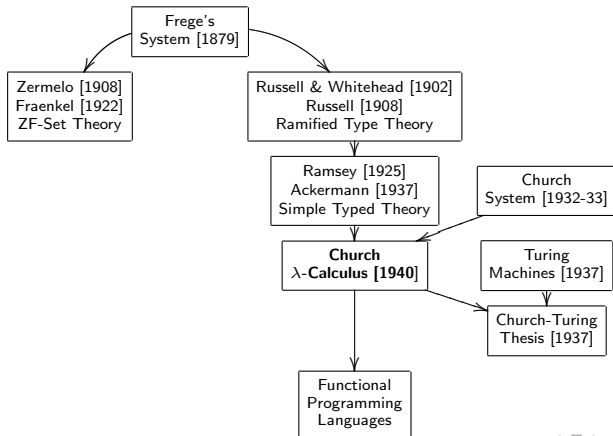 Frege's
System [1879]
Zermelo [1908]
Fraenkel [1922]
ZF-Set Theory
Russell & Whitehead [1902]
Russell [1908]
Ramified Type Theory
Ramsey [1925]
Ackermann [1937]
Simple Typed Theory
Church
System [1932-33]
Church
λ-Calculus [1940]
Turing
Machines [1937]
Church-Turing
Thesis [1937]
Functional
Programming
Languages